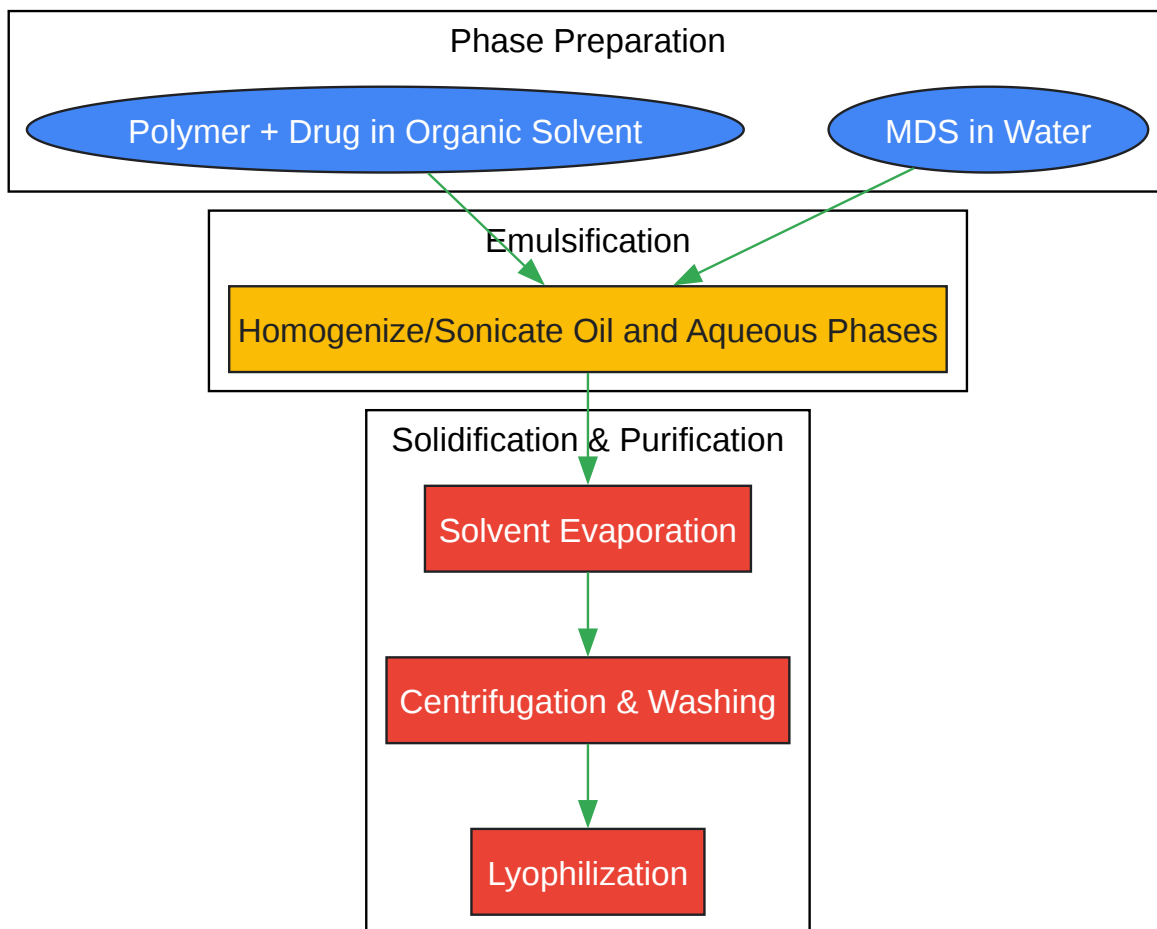 Phase Preparation
Polymer + Drug in Organic Solvent
MDS in Water
Emulsification
Homogenize/Sonicate Oil and Aqueous Phases
Solidification & Purification
Solvent Evaporation
Centrifugation & Washing
Lyophilization